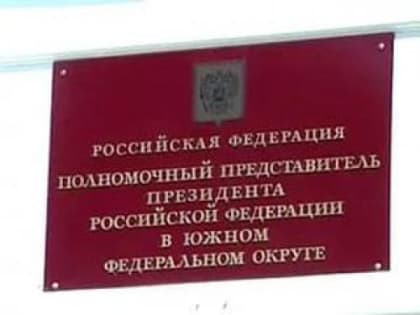 РОССИЙСКАЯ ФЕДЕРАЦИЯ
ПОЛНОМОЧНЫЙ ПРЕДСТАВИТЕЛЬ
ПРЕЗИДЕНТА
РОССИЙСКОЙ ФЕДЕРАЦИИ
В ЮЖНОМ
ФЕДЕРАЛЬНОМ ОКРУГЕ